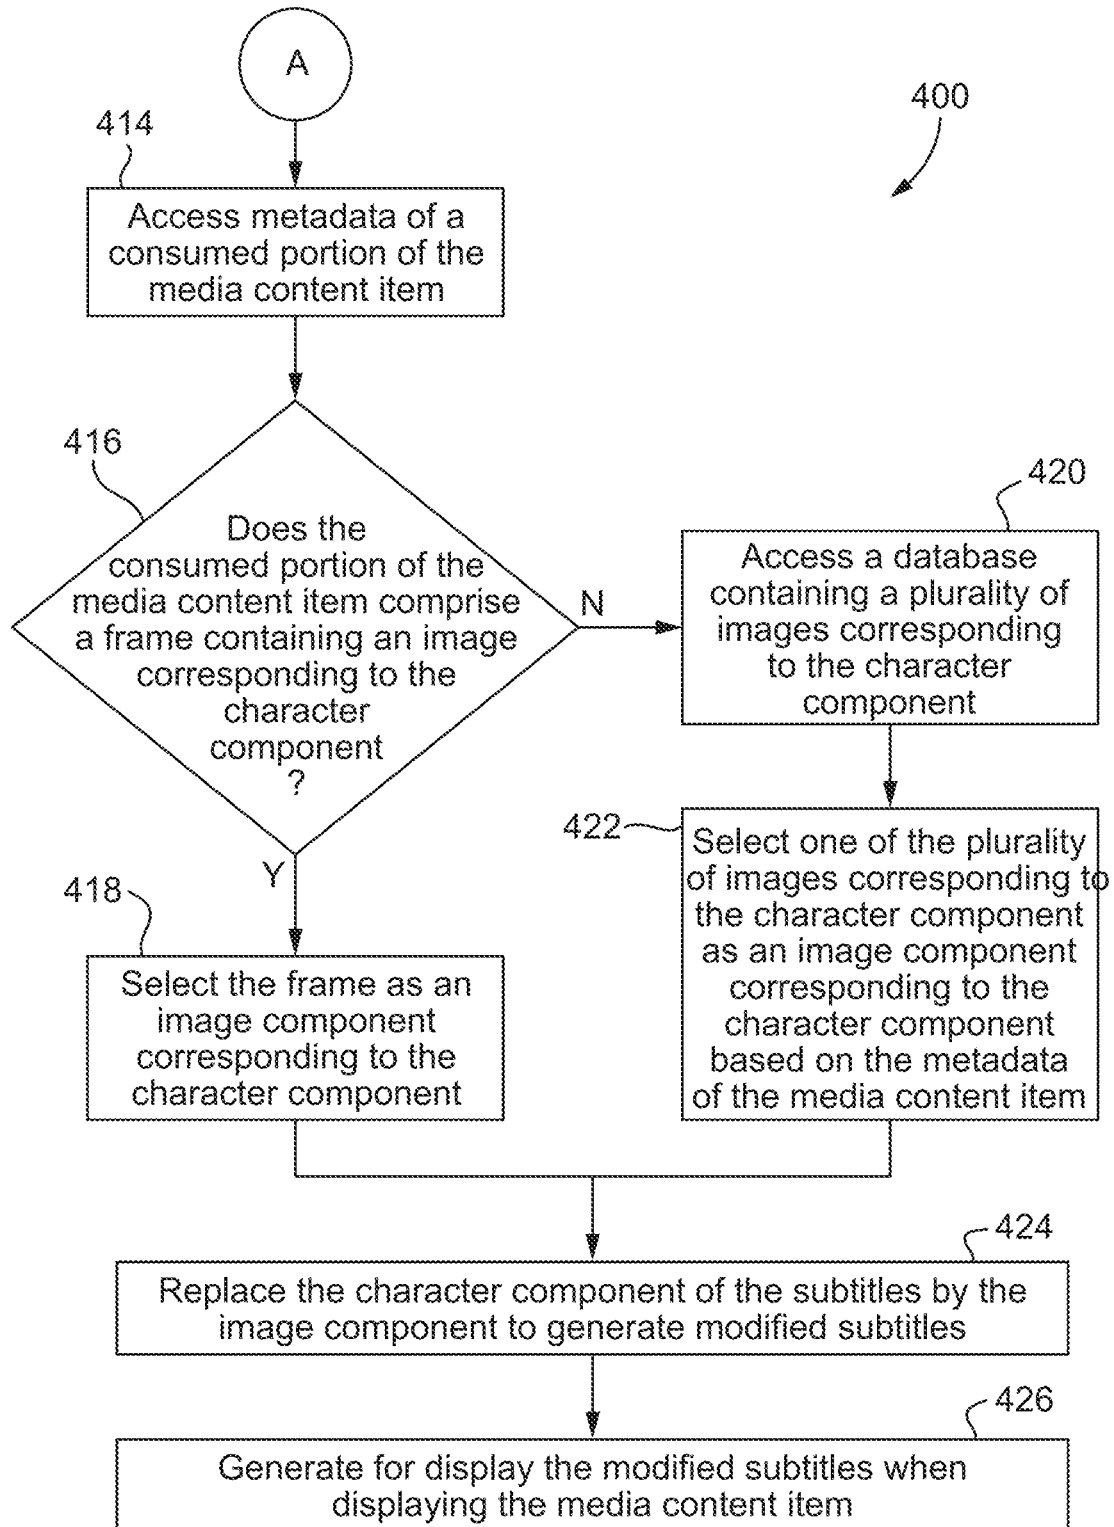 A
400
414
Access metadata of a
consumed portion of the
media content item
416
Does the
consumed portion of the
media content item comprise
a frame containing an image
corresponding to the
character
component
?
N
Y
420
Access a database
containing a plurality of
images corresponding
to the character
component
422
Select one of the plurality
of images corresponding to
the character component
as an image component
corresponding to the
character component
based on the metadata
of the media content item
418
Select the frame as an
image component
corresponding to the
character component
424
Replace the character component of the subtitles by the
image component to generate modified subtitles
426
Generate for display the modified subtitles when
displaying the media content item